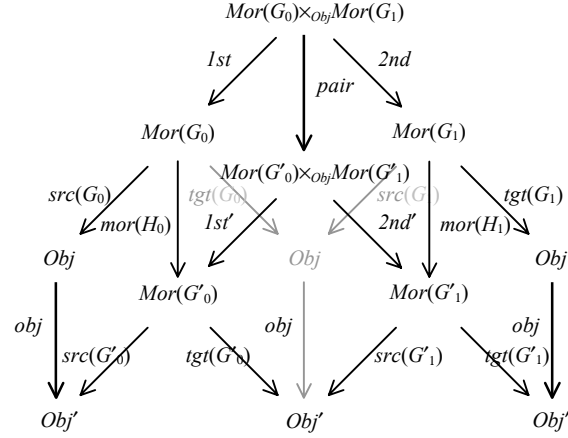 Mor(G₀)×ObjMor(G₁)
1st 2nd
pair
Mor(G₀) Mor(G₁)
Mor(G′₀)×ObjMor(G′₁)
src(G₀) tgt(G₀) src(G₁) tgt(G₁)
mor(H₀) 1st′ 2nd′ mor(H₁)
Obj Obj Obj
Mor(G′₀) Mor(G′₁)
obj obj obj
src(G′₀) tgt(G′₀) src(G′₁) tgt(G′₁)
Obj′ Obj′ Obj′